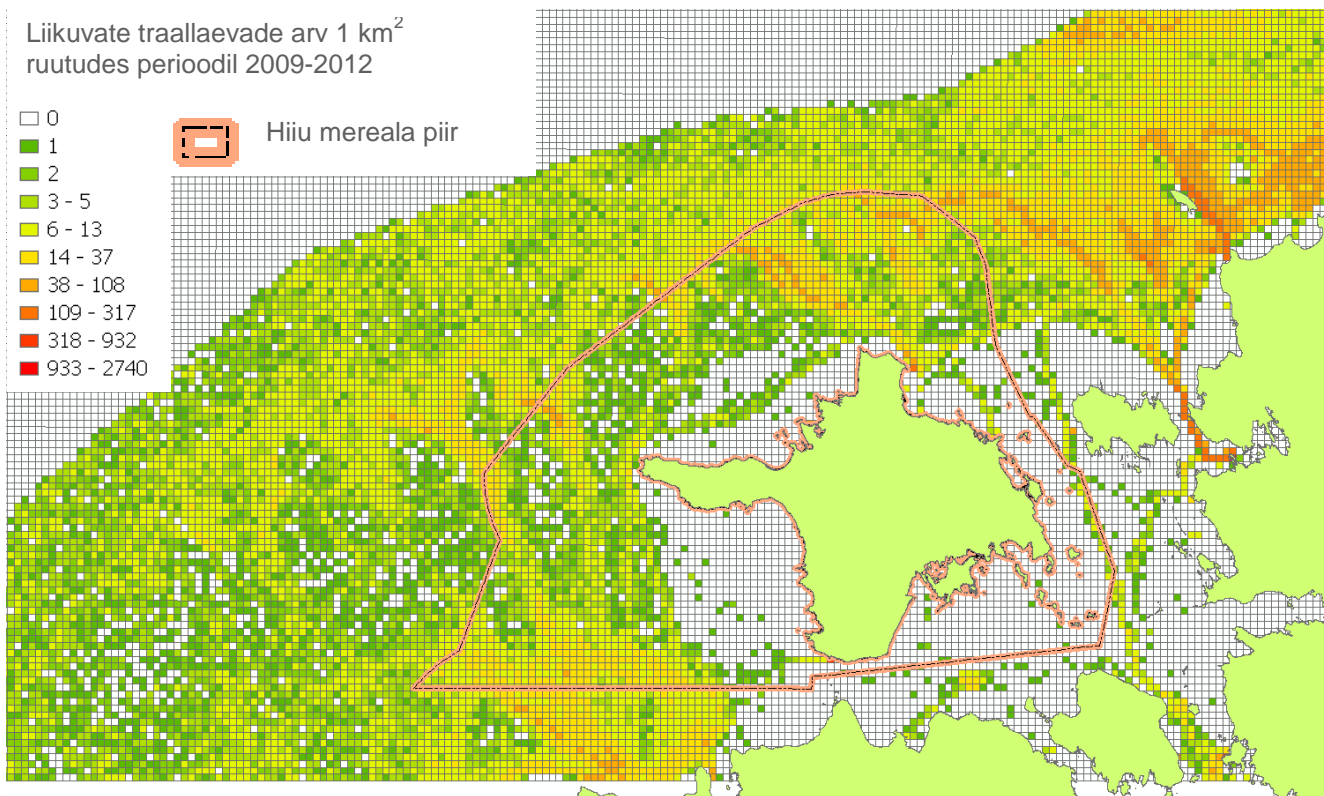 Liikuvate traallaevade arv 1 km²
ruutudes perioodil 2009-2012
0
1
2
3 - 5
6 - 13
14 - 37
38 - 108
109 - 317
318 - 932
933 - 2740
Hiiu mereala piir